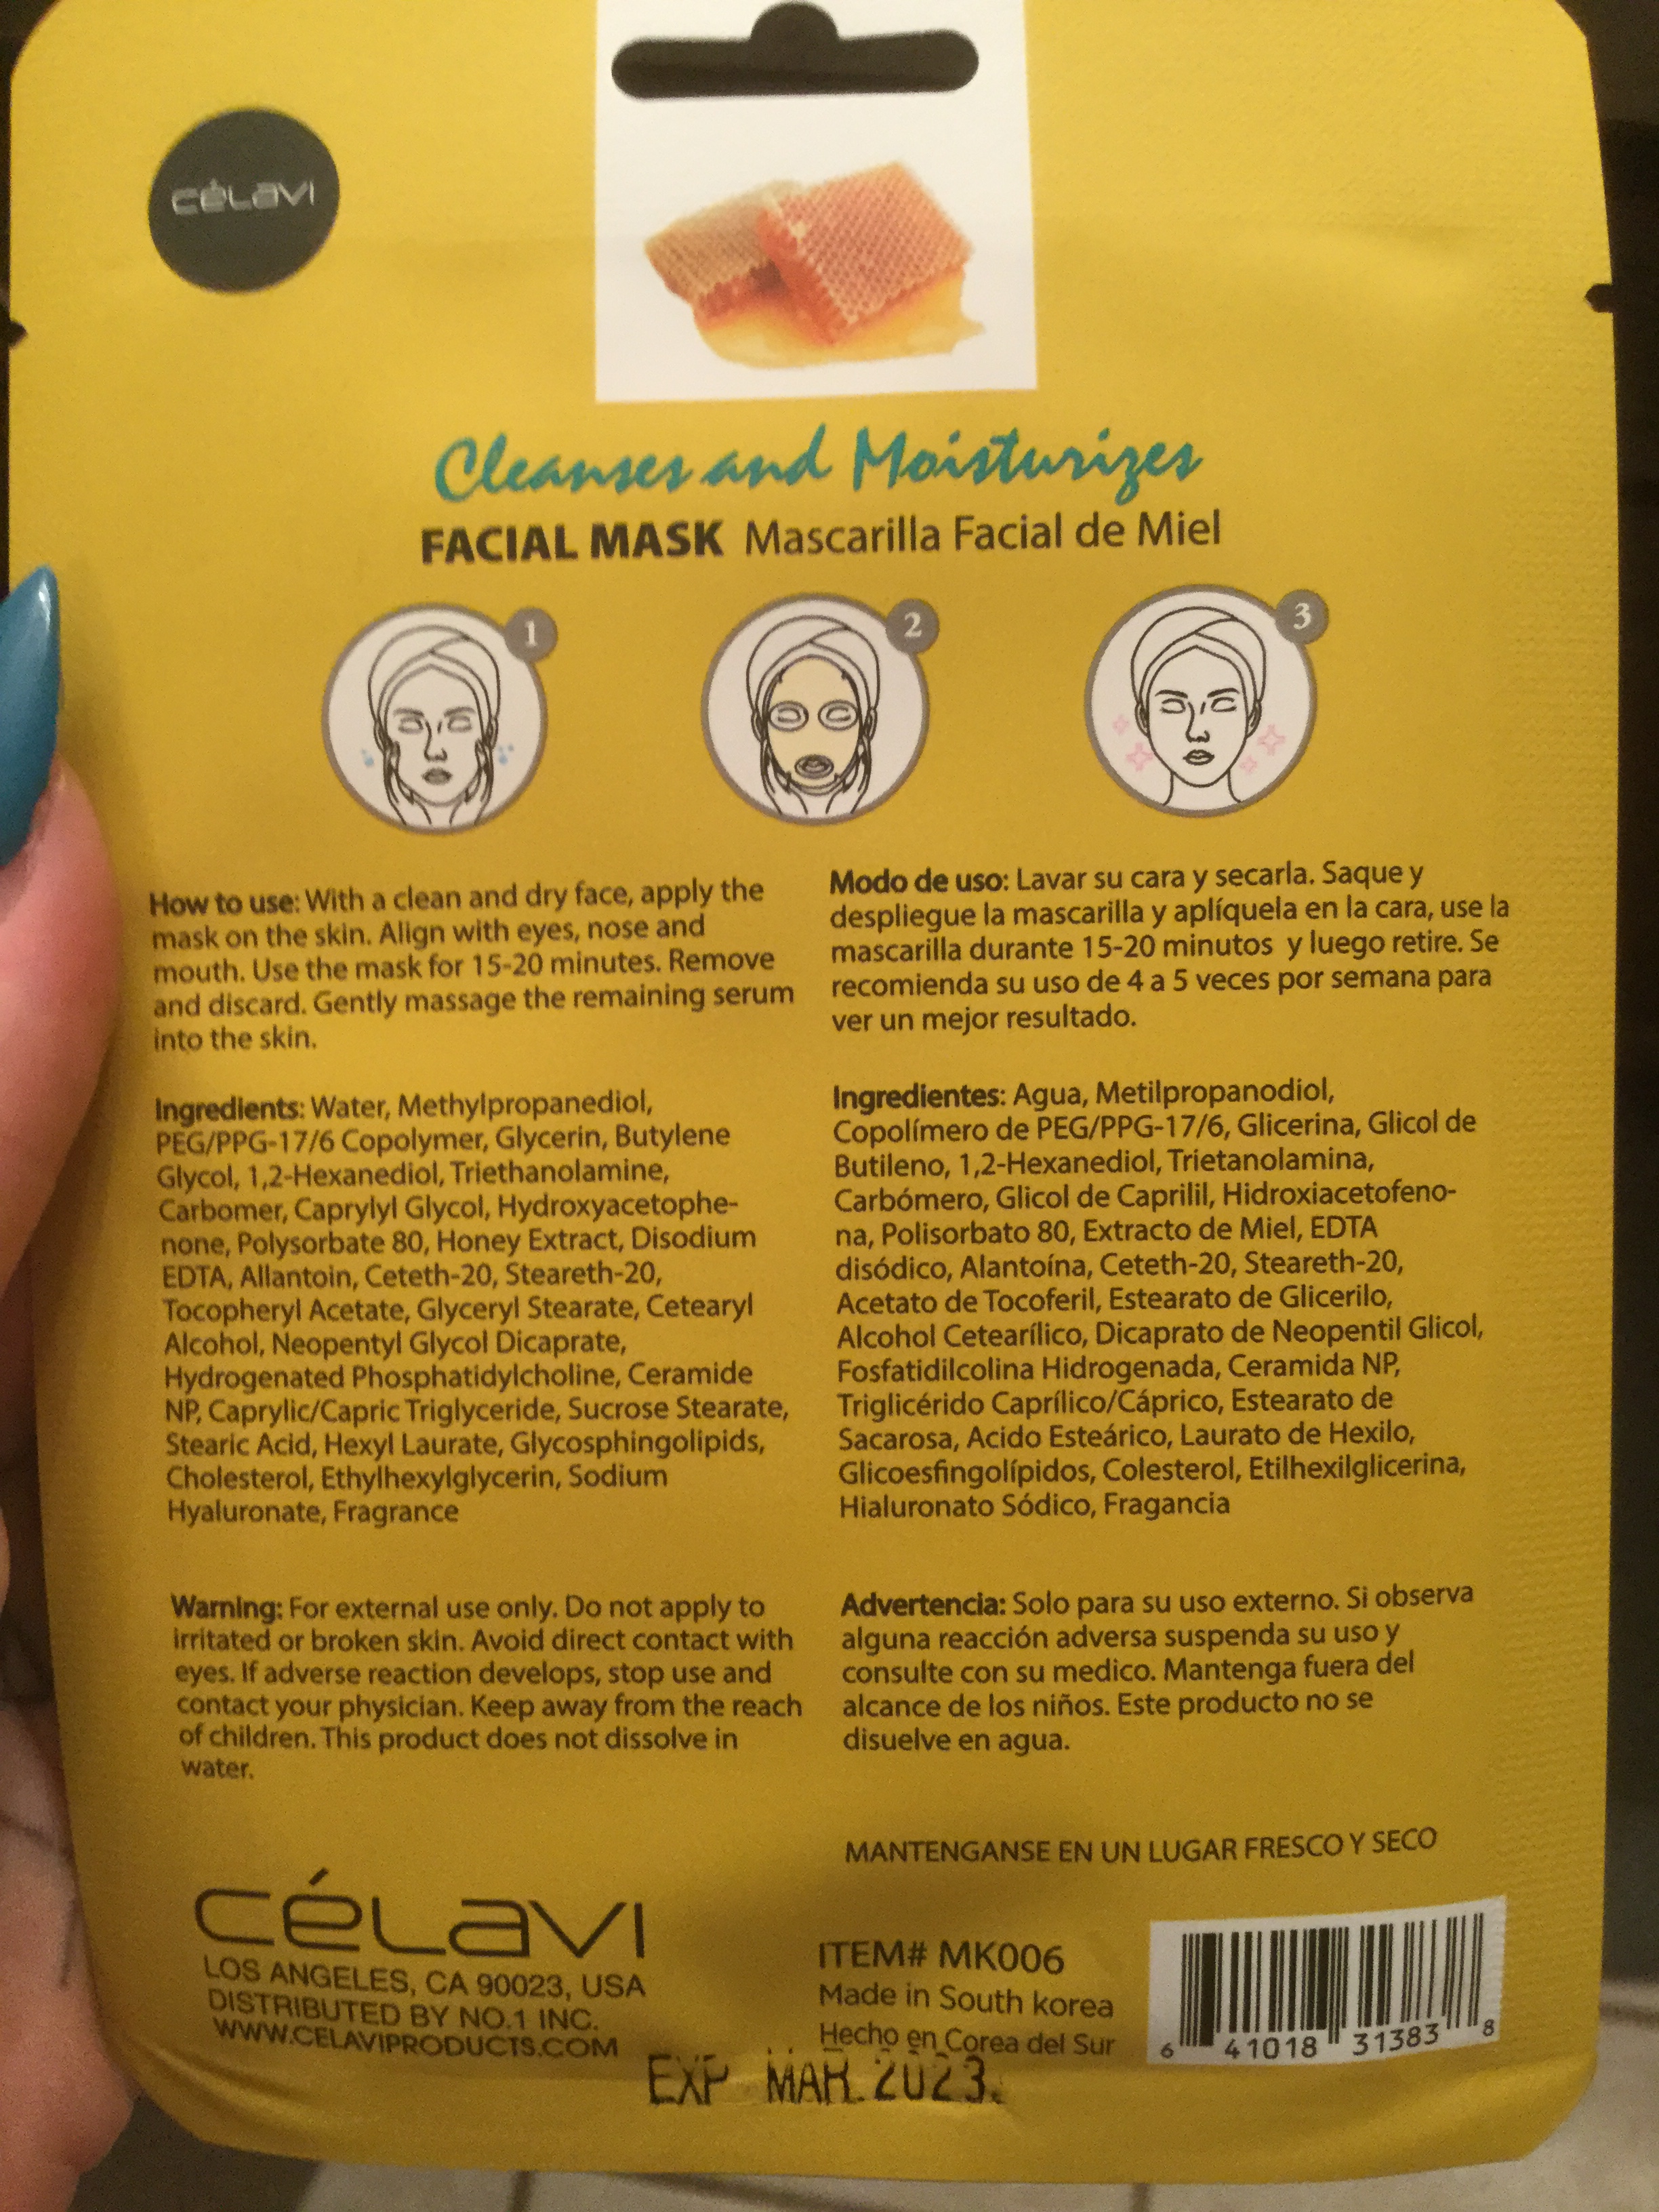 céLaVI
Cleanses and Moisturizes
FACIAL MASK Mascarilla Facial de Miel
1
2
3
How to use: With a clean and dry face, apply the
mask on the skin. Align with eyes, nose and
mouth. Use the mask for 15-20 minutes. Remove
and discard. Gently massage the remaining serum
into the skin.
Ingredients: Water, Methylpropanediol,
PEG/PPG-17/6 Copolymer, Glycerin, Butylene
Glycol, 1,2-Hexanediol, Triethanolamine,
Carbomer, Caprylyl Glycol, Hydroxyacetophe-
none, Polysorbate 80, Honey Extract, Disodium
EDTA, Allantoin, Ceteth-20, Steareth-20,
Tocopheryl Acetate, Glyceryl Stearate, Cetearyl
Alcohol, Neopentyl Glycol Dicaprate,
Hydrogenated Phosphatidylcholine, Ceramide
NP, Caprylic/Capric Triglyceride, Sucrose Stearate,
Stearic Acid, Hexyl Laurate, Glycosphingolipids,
Cholesterol, Ethylhexylglycerin, Sodium
Hyaluronate, Fragrance
Warning: For external use only. Do not apply to
irritated or broken skin. Avoid direct contact with
eyes. If adverse reaction develops, stop use and
contact your physician. Keep away from the reach
of children. This product does not dissolve in
water.
Modo de uso: Lavar su cara y secarla. Saque y
despliegue la mascarilla y aplíquela en la cara, use la
mascarilla durante 15-20 minutos y luego retire. Se
recomienda su uso de 4 a 5 veces por semana para
ver un mejor resultado.
Ingredientes: Agua, Metilpropanodiol,
Copolímero de PEG/PPG-17/6, Glicerina, Glicol de
Butileno, 1,2-Hexanediol, Trietanolamina,
Carbómero, Glicol de Caprilil, Hidroxiacetofeno-
na, Polisorbato 80, Extracto de Miel, EDTA
disódico, Alantoína, Ceteth-20, Steareth-20,
Acetato de Tocoferil, Estearato de Glicerilo,
Alcohol Cetearílico, Dicaprato de Neopentil Glicol,
Fosfatidilcolina Hidrogenada, Ceramida NP,
Triglicérido Caprílico/Cáprico, Estearato de
Sacarosa, Acido Esteárico, Laurato de Hexilo,
Glicoesfingolípidos, Colesterol, Etilhexilglicerina,
Hialuronato Sódico, Fragancia
Advertencia: Solo para su uso externo. Si observa
alguna reacción adversa suspenda su uso y
consulte con su medico. Mantenga fuera del
alcance de los niños. Este producto no se
disuelve en agua.
MANTENGANSE EN UN LUGAR FRESCO Y SECO
céLaVI
LOS ANGELES, CA 90023, USA
DISTRIBUTED BY NO.1 INC.
WWW.CELAVIPRODUCTS.COM
ITEM# MK006
Made in South korea
Hecho en Corea del Sur
6 41018 31383 8
EXP MAR. 2023.